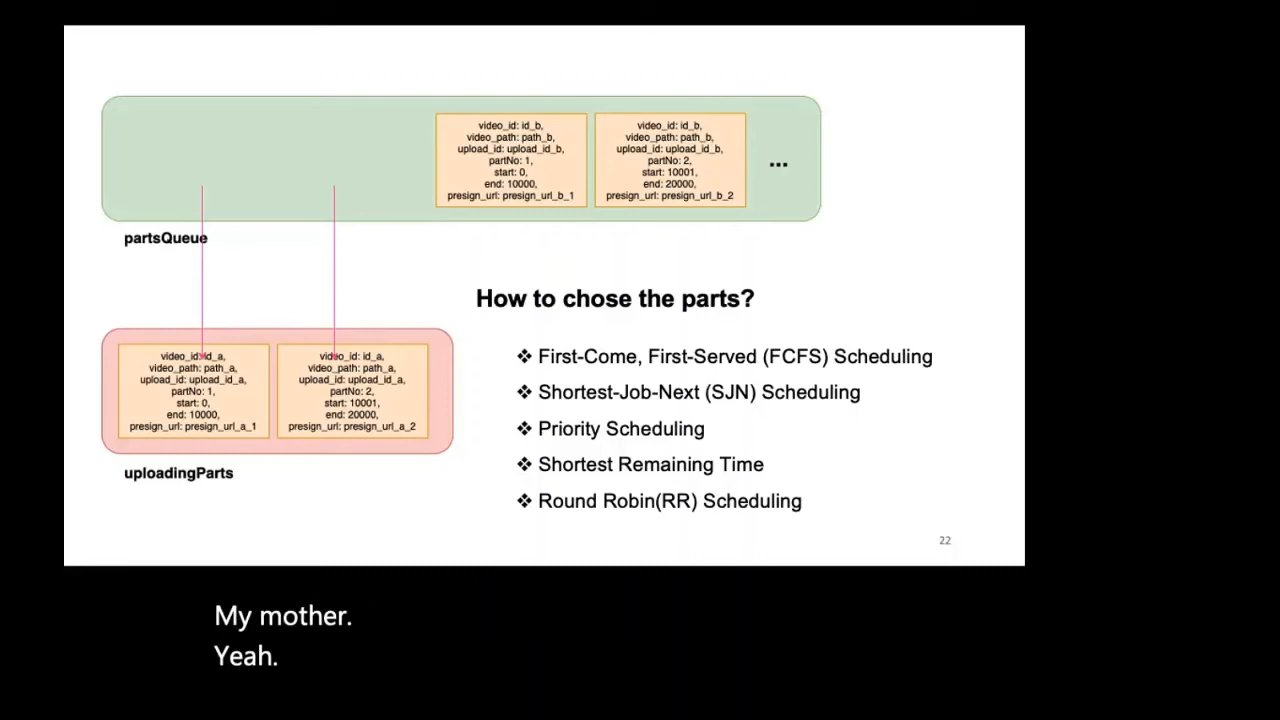 video_id: id_b,
video_path: path_b,
upload_id: upload_id_b,
partNo: 1,
start: 0,
end: 10000,
presign_url: presign_url_b_1
video_id: id_b,
video_path: path_b,
upload_id: upload_id_b,
partNo: 2,
start: 10001,
end: 20000,
presign_url: presign_url_b_2
...
partsQueue
How to chose the parts?
video_id: id_a,
video_path: path_a,
upload_id: upload_id_a,
partNo: 1,
start: 0,
end: 10000,
presign_url: presign_url_a_1
video_id: id_a,
video_path: path_a,
upload_id: upload_id_a,
partNo: 2,
start: 10001,
end: 20000,
presign_url: presign_url_a_2
uploadingParts
❖ First-Come, First-Served (FCFS) Scheduling
❖ Shortest-Job-Next (SJN) Scheduling
❖ Priority Scheduling
❖ Shortest Remaining Time
❖ Round Robin(RR) Scheduling
22
My mother.
Yeah.